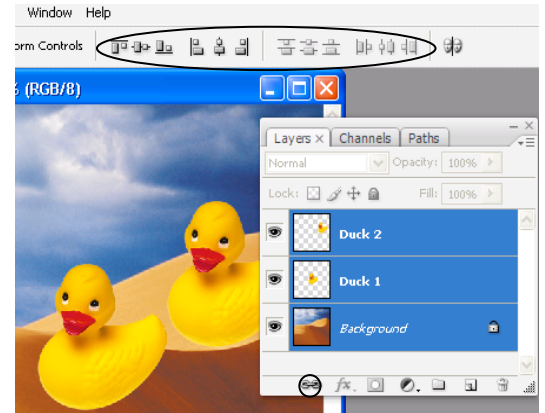 Window Help
orm Controls
% (RGB/8)
Layers × Channels Paths
Normal Opacity: 100%
Lock: Fill: 100%
Duck 2
Duck 1
Background
fx.